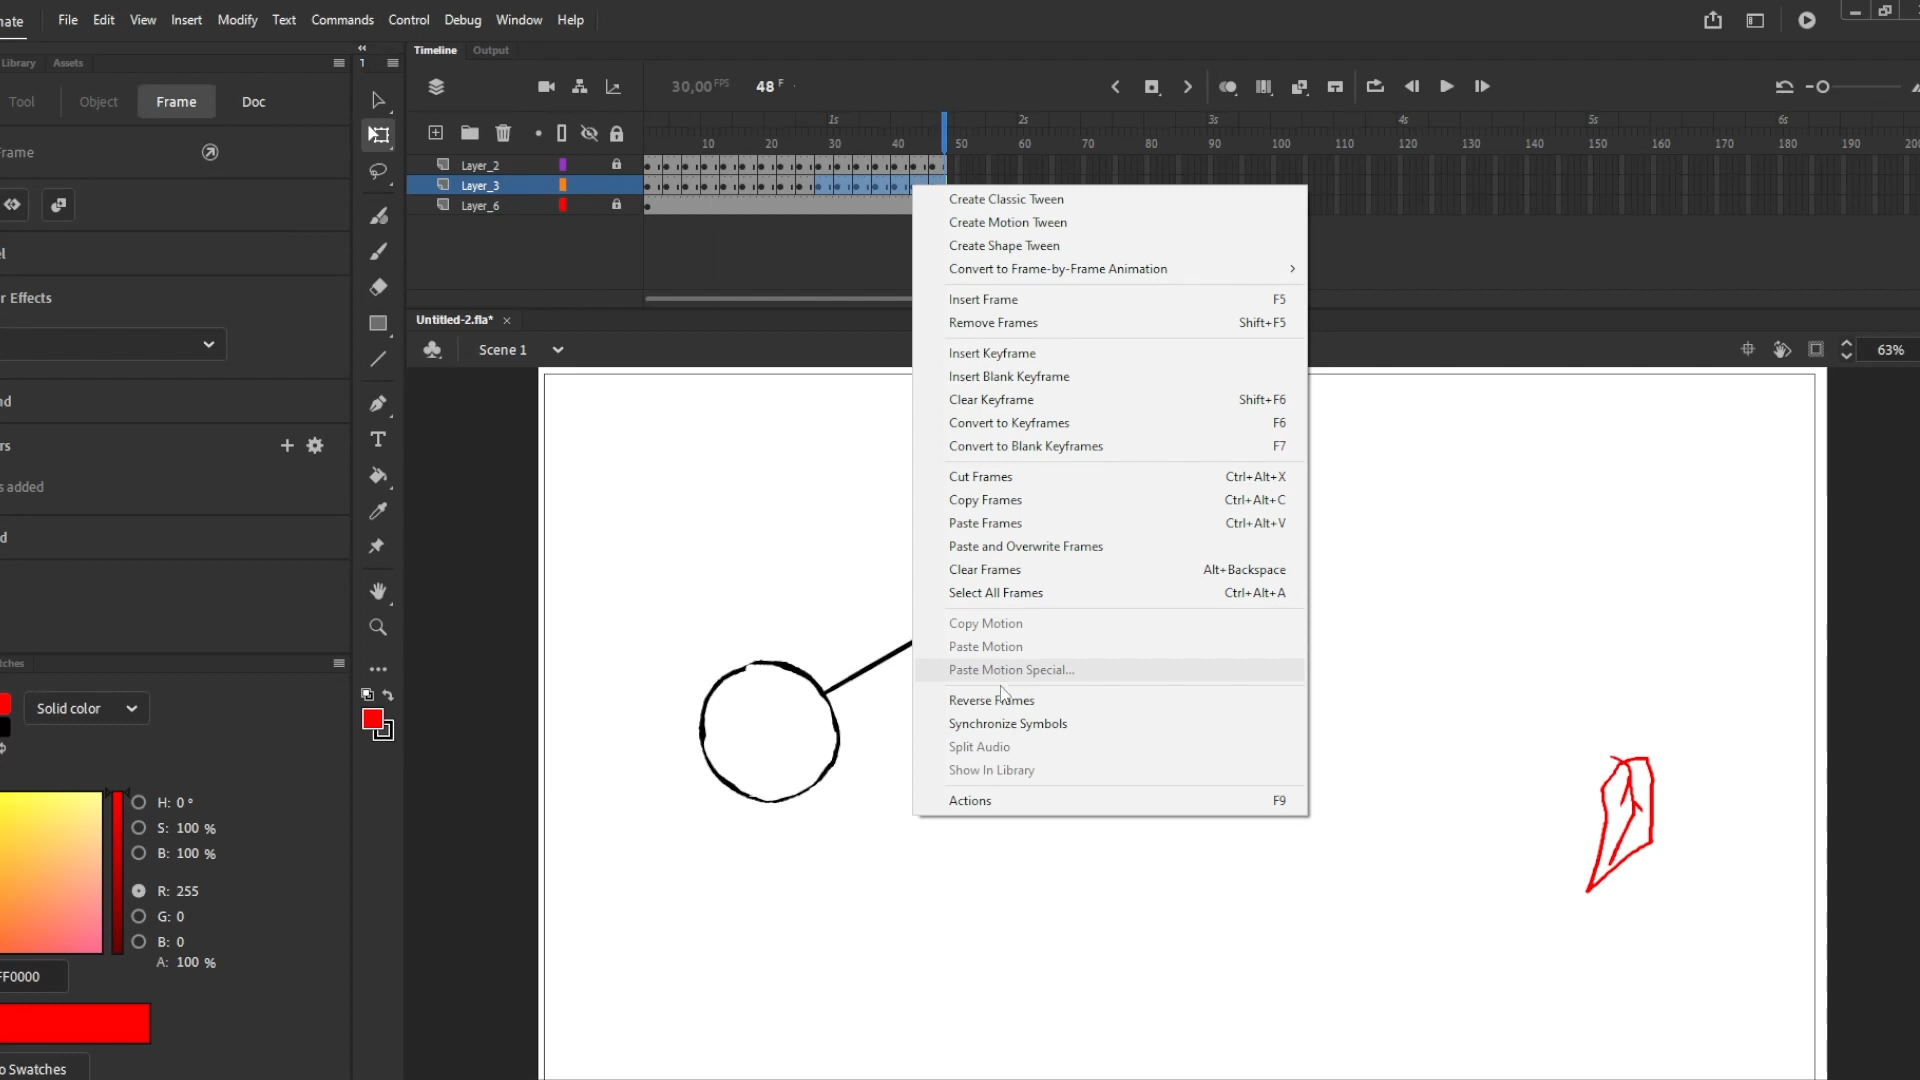 nate File Edit View Insert Modify Text Commands Control Debug Window Help
Library Assets
Timeline Output
Tool Object Frame Doc
30,00 FPS 48 F
1s 2s 3s 4s 5s 6s
10 20 30 40 50 60 70 80 90 100 110 120 130 140 150 160 170 180 190 200
Frame
Layer_2
Layer_3
Layer_6
Create Classic Tween
Create Motion Tween
Create Shape Tween
Convert to Frame-by-Frame Animation
Insert Frame F5
Remove Frames Shift+F5
Insert Keyframe
Insert Blank Keyframe
Clear Keyframe Shift+F6
Convert to Keyframes F6
Convert to Blank Keyframes F7
Cut Frames Ctrl+Alt+X
Copy Frames Ctrl+Alt+C
Paste Frames Ctrl+Alt+V
Paste and Overwrite Frames
Clear Frames Alt+Backspace
Select All Frames Ctrl+Alt+A
Copy Motion
Paste Motion
Paste Motion Special...
Reverse Frames
Synchronize Symbols
Split Audio
Show In Library
Actions F9
Untitled-2.fla*
Scene 1
63%
el
r Effects
nd
rs
s added
d
tches
Solid color
H: 0 °
S: 100 %
B: 100 %
R: 255
G: 0
B: 0
A: 100 %
FF0000
o Swatches